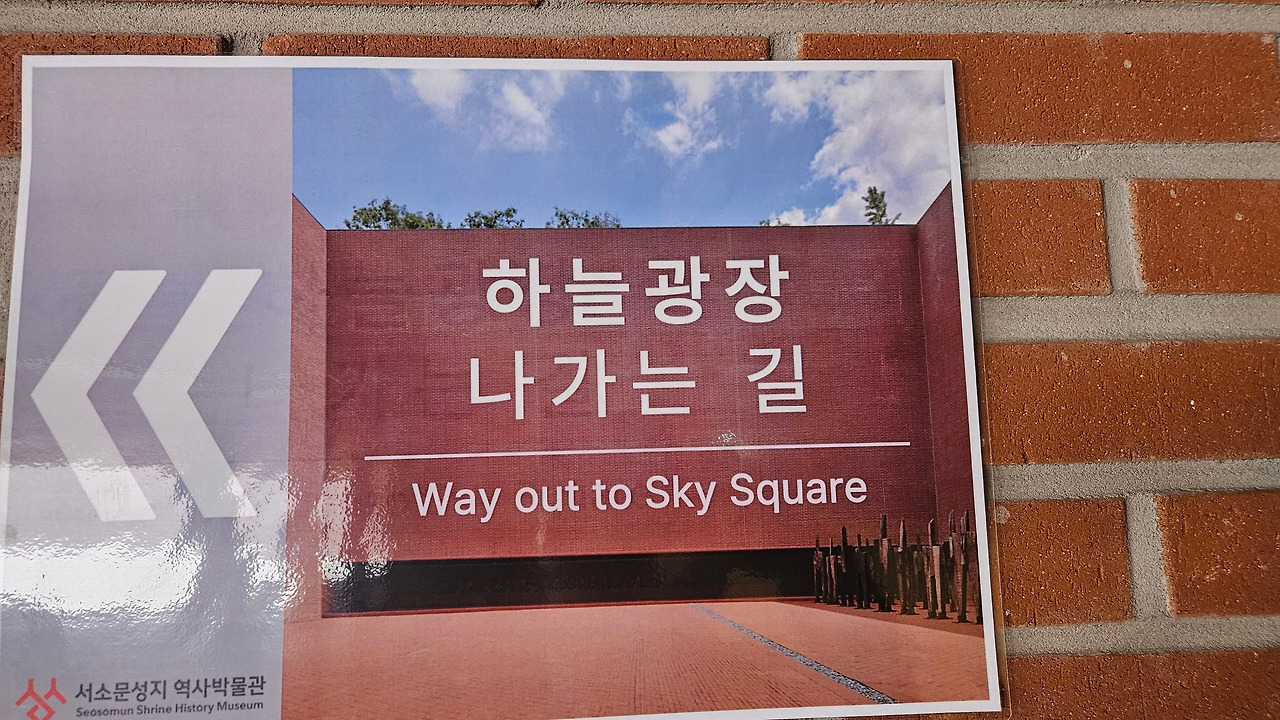 하늘광장
나가는 길
Way out to Sky Square
서소문성지 역사박물관
Seosomun Shrine History Museum